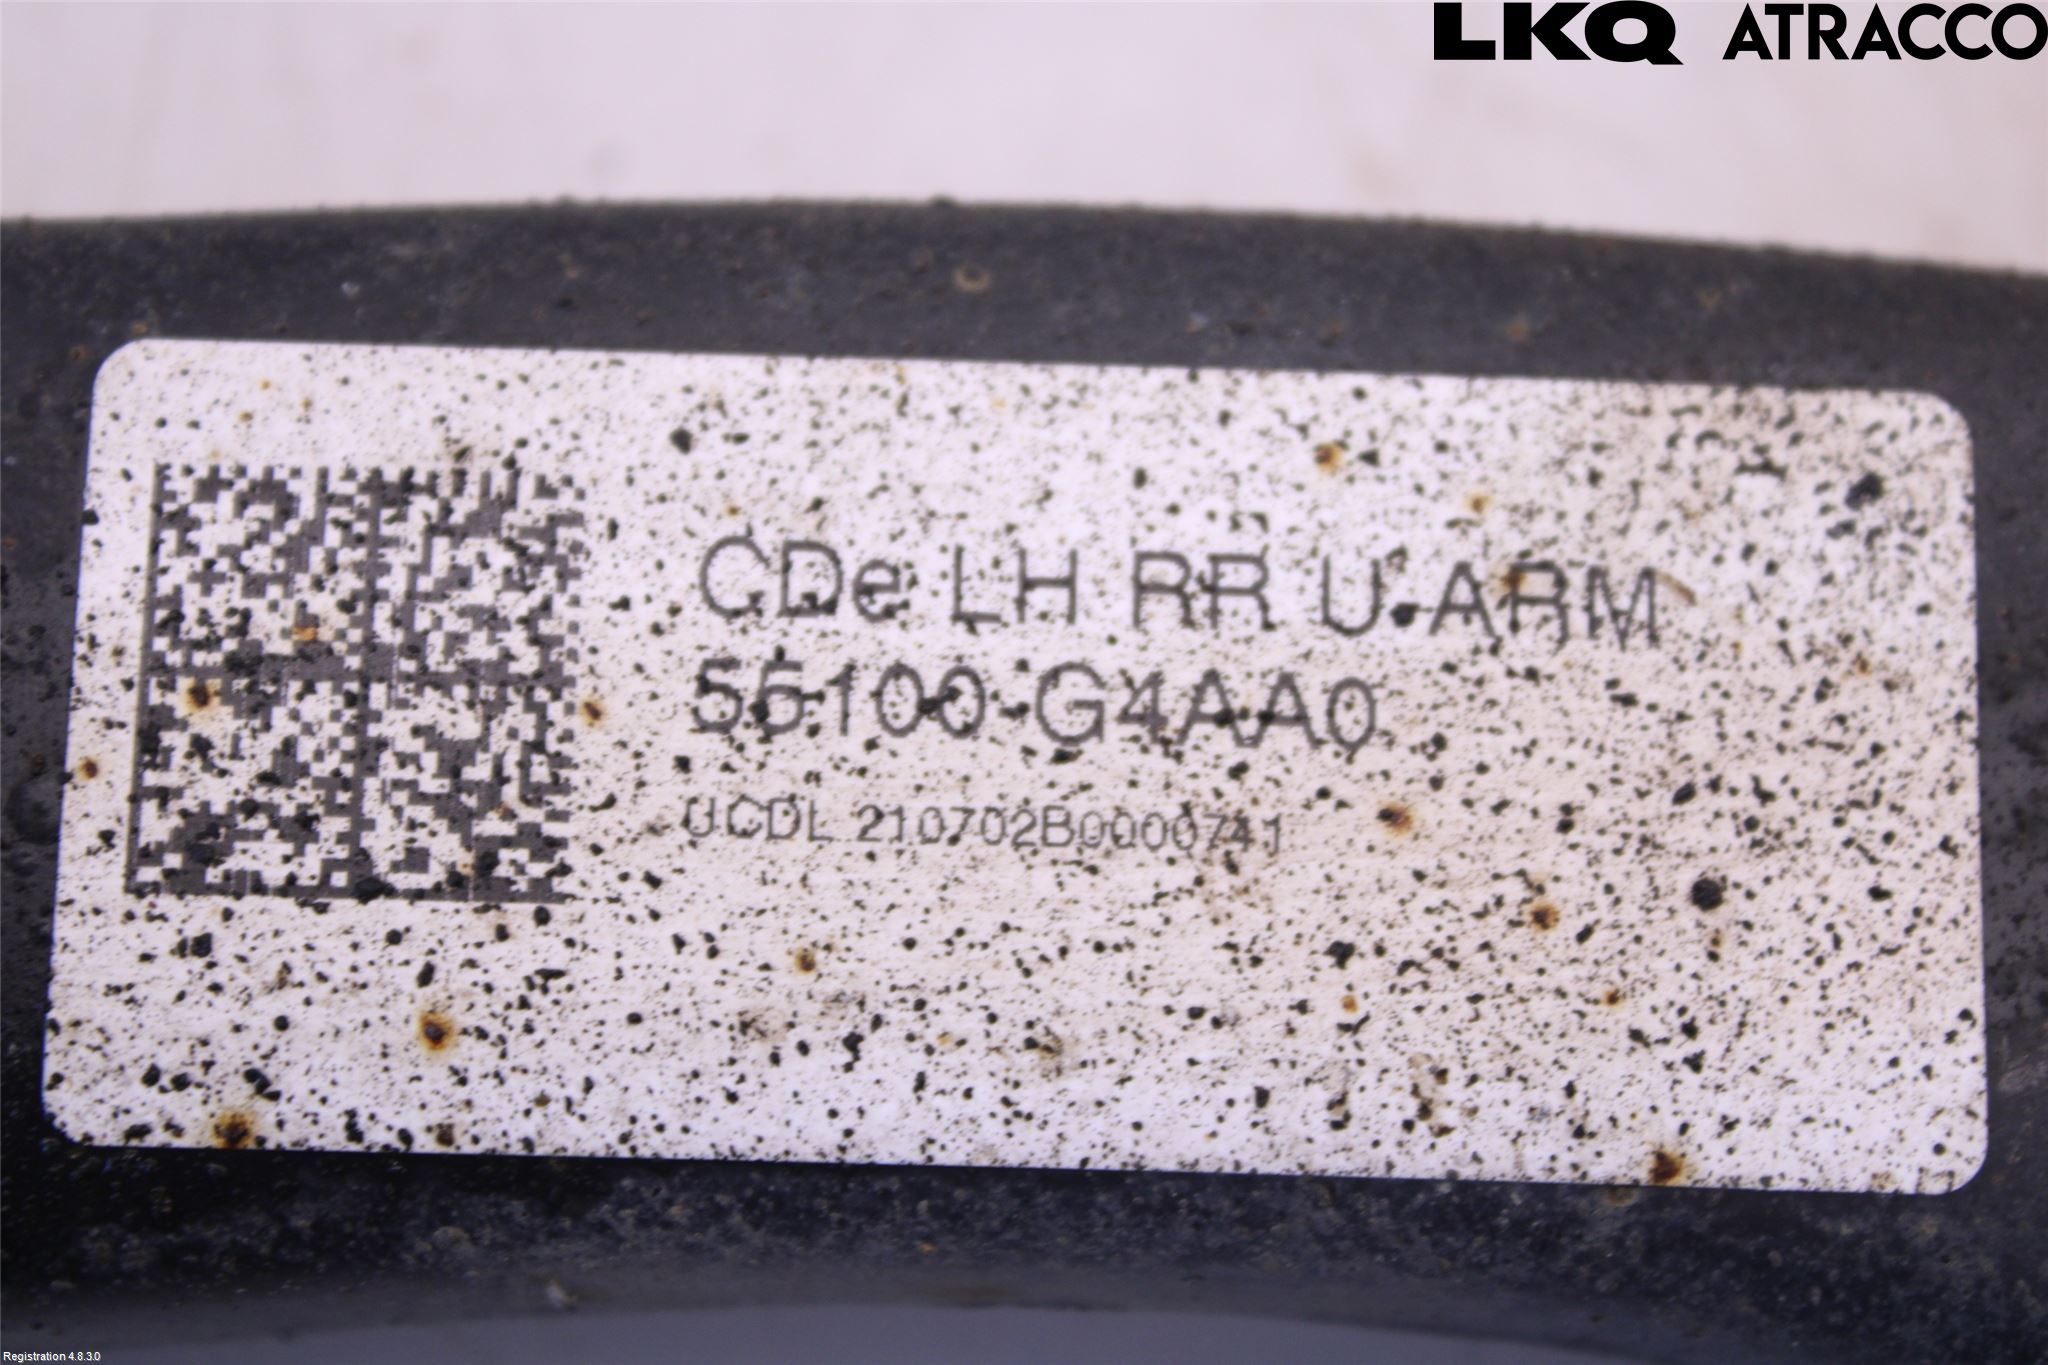 LKQ ATRACCO
CDe LH RR U.ARM
55100-G4AA0
UCDL 210702B0000741
Registration 4.8.3.0